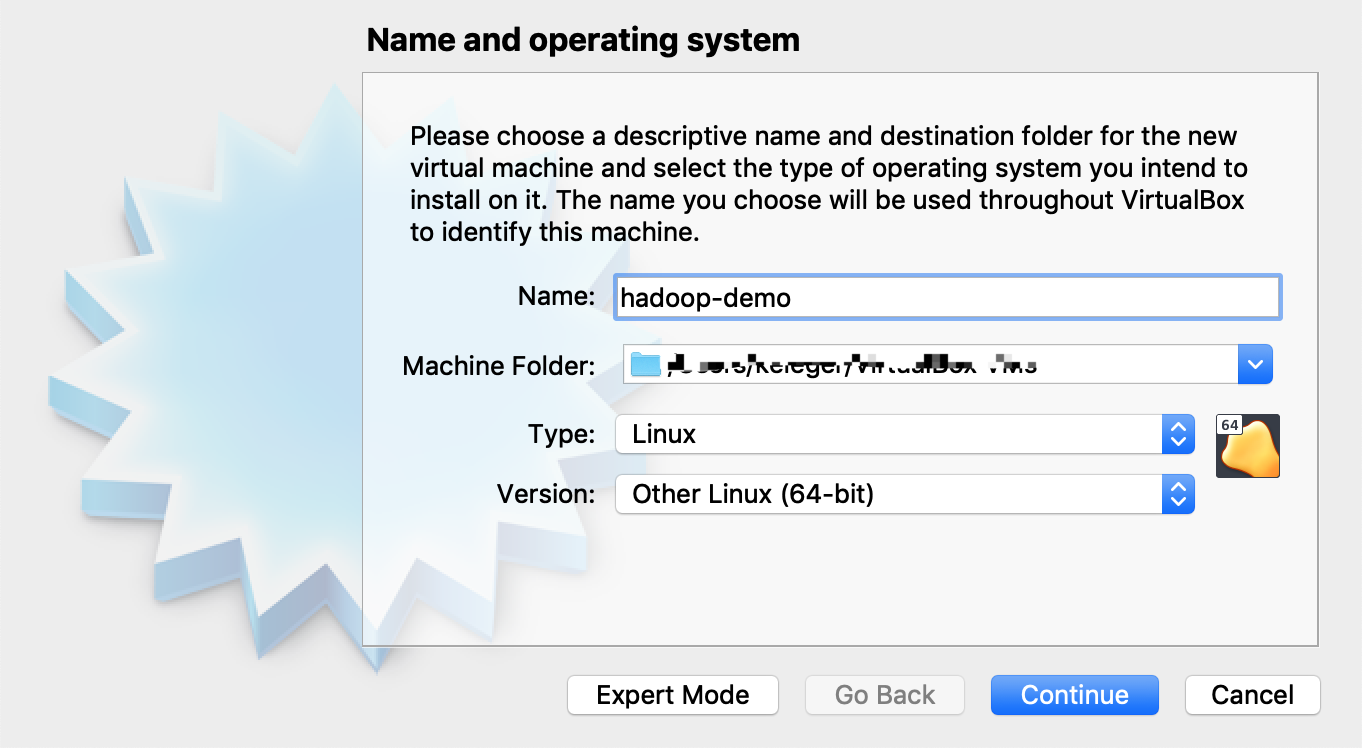 Name and operating system
Please choose a descriptive name and destination folder for the new
virtual machine and select the type of operating system you intend to
install on it. The name you choose will be used throughout VirtualBox
to identify this machine.
Name: hadoop-demo
Machine Folder:
Type: Linux
64
Version: Other Linux (64-bit)
Expert Mode Go Back Continue Cancel